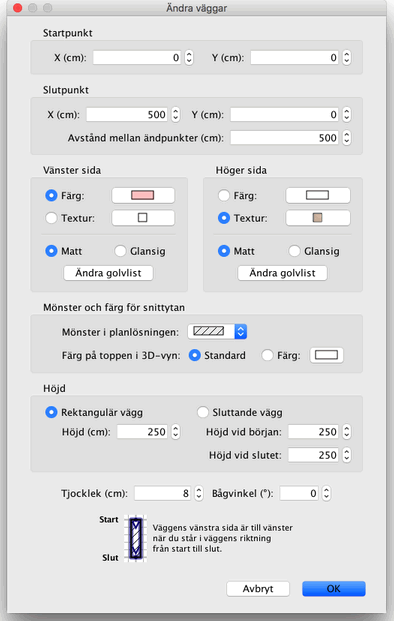 Ändra väggar
Startpunkt
X (cm): 0 Y (cm): 0
Slutpunkt
X (cm): 500 Y (cm): 0
Avstånd mellan ändpunkter (cm): 500
Vänster sida
Färg:
Textur:
Matt Glansig
Ändra golvlist
Höger sida
Färg:
Textur:
Matt Glansig
Ändra golvlist
Mönster och färg för snittytan
Mönster i planlösningen:
Färg på toppen i 3D-vyn: Standard Färg:
Höjd
Rektangulär vägg Sluttande vägg
Höjd (cm): 250 Höjd vid början: 250
Höjd vid slutet: 250
Tjocklek (cm): 8 Bågvinkel (°): 0
Start
Slut
Väggens vänstra sida är till vänster
när du står i väggens riktning
från start till slut.
Avbryt OK